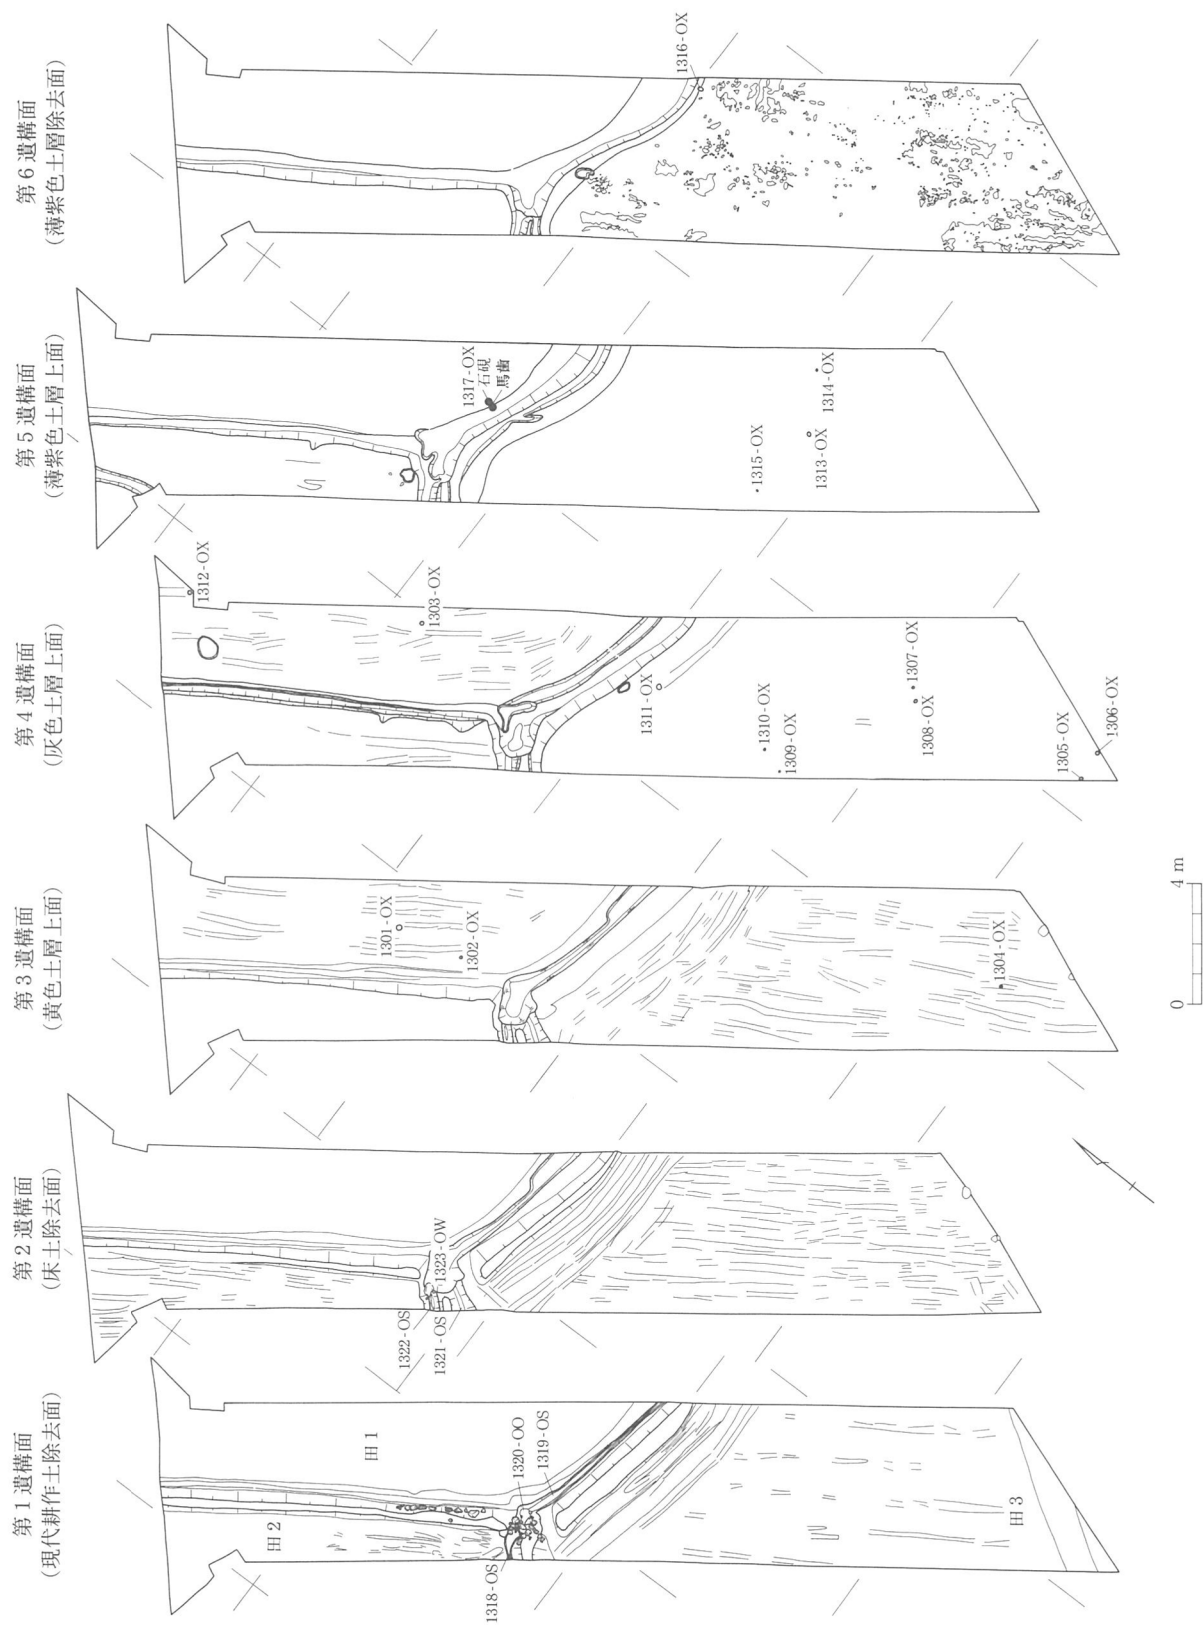 第1遺構面
(現代耕作土除去面)
田1
田2
田3
1318-OS
1320-OO
1319-OS
第2遺構面
(床土除去面)
1322-OS
1321-OS
1323-OW
第3遺構面
(黄色土層上面)
1301-OX
1302-OX
1304-OX
第4遺構面
(灰色土層上面)
1312-OX
1303-OX
1311-OX
1310-OX
1309-OX
1308-OX
1307-OX
1305-OX
1306-OX
第5遺構面
(薄紫色土層上面)
1317-OX
石硯
馬歯
1315-OX
1313-OX
1314-OX
第6遺構面
(薄紫色土層除去面)
1316-OX
0 4 m